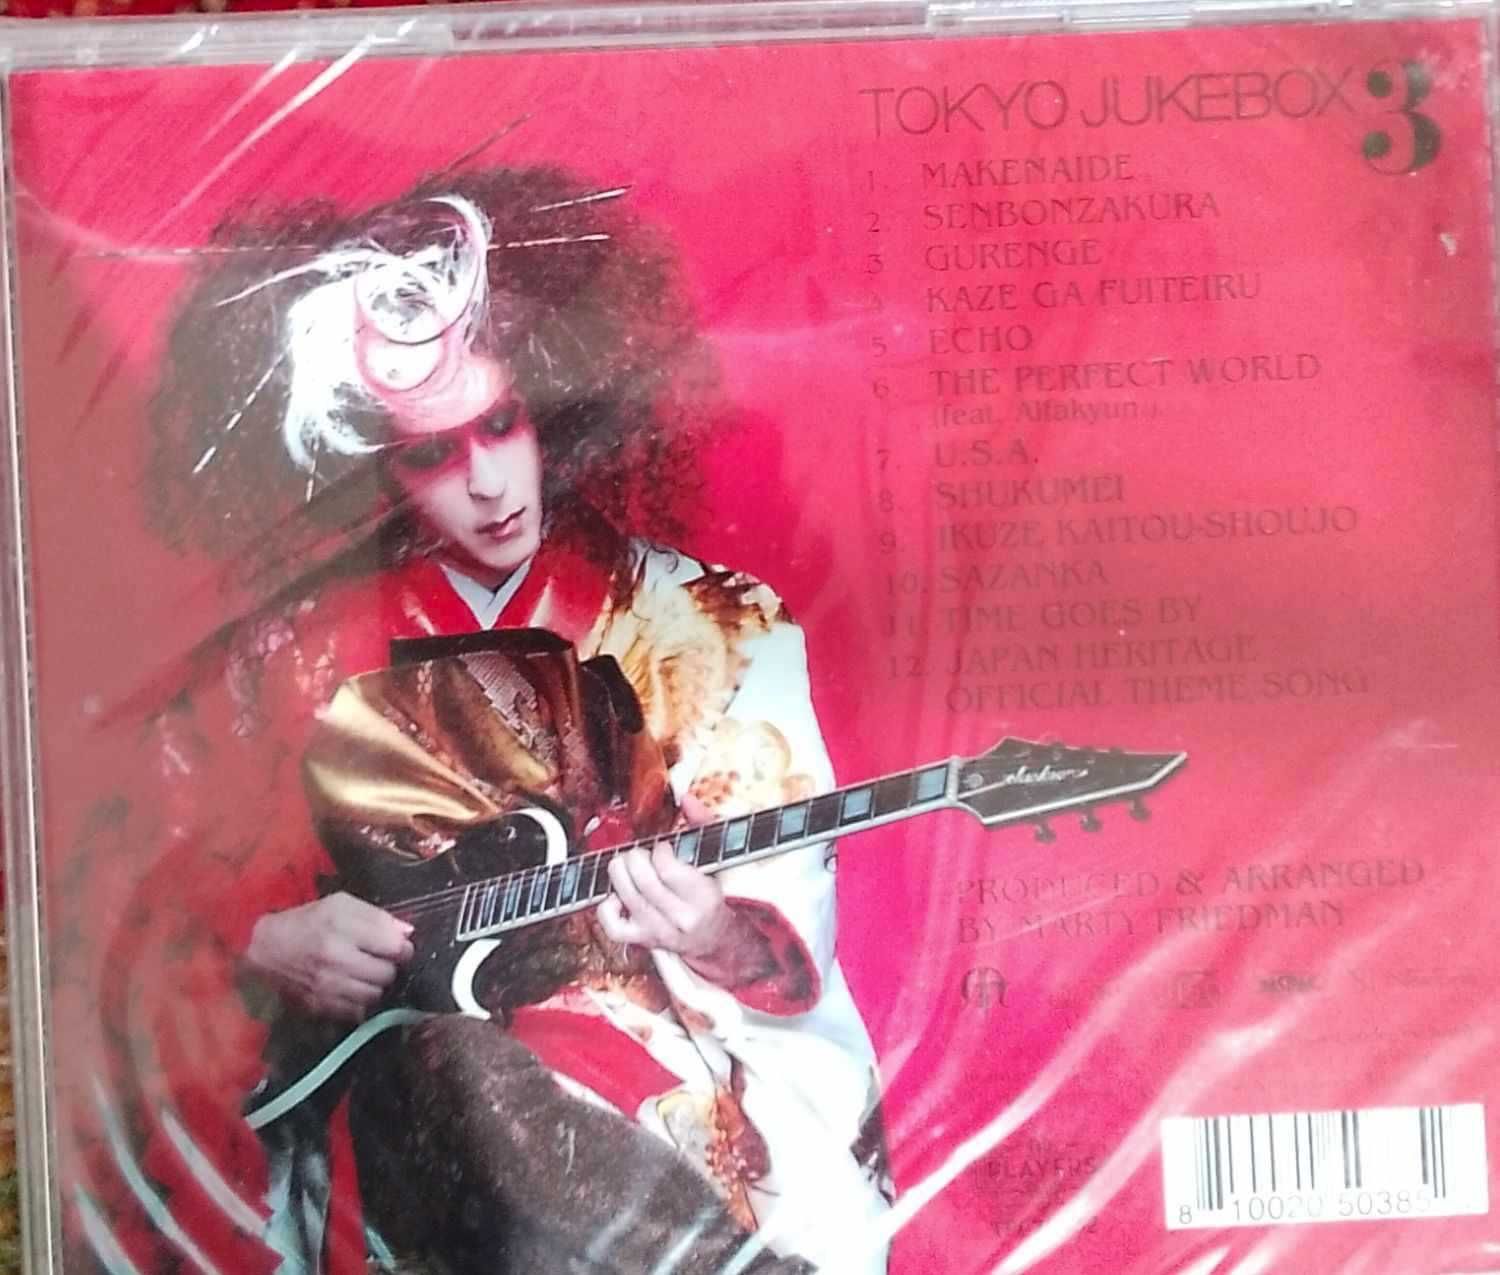 TOKYO JUKEBOX 3
1. MAKENAIDE
2. SENBONZAKURA
3 GURENGE
4 KAZE GA FUITEIRU
5 ECHO
6. THE PERFECT WORLD
(feat. Alfakyun.)
7. U.S.A.
8. SHUKUMEI
9. IKUZE KAITOU-SHOUJO
10. SAZANKA
11. TIME GOES BY
12. JAPAN HERITAGE
OFFICIAL THEME SONG
Jackson
PRODUCED & ARRANGED
BY MARTY FRIEDMAN
PLAYERS
8 10020 50385